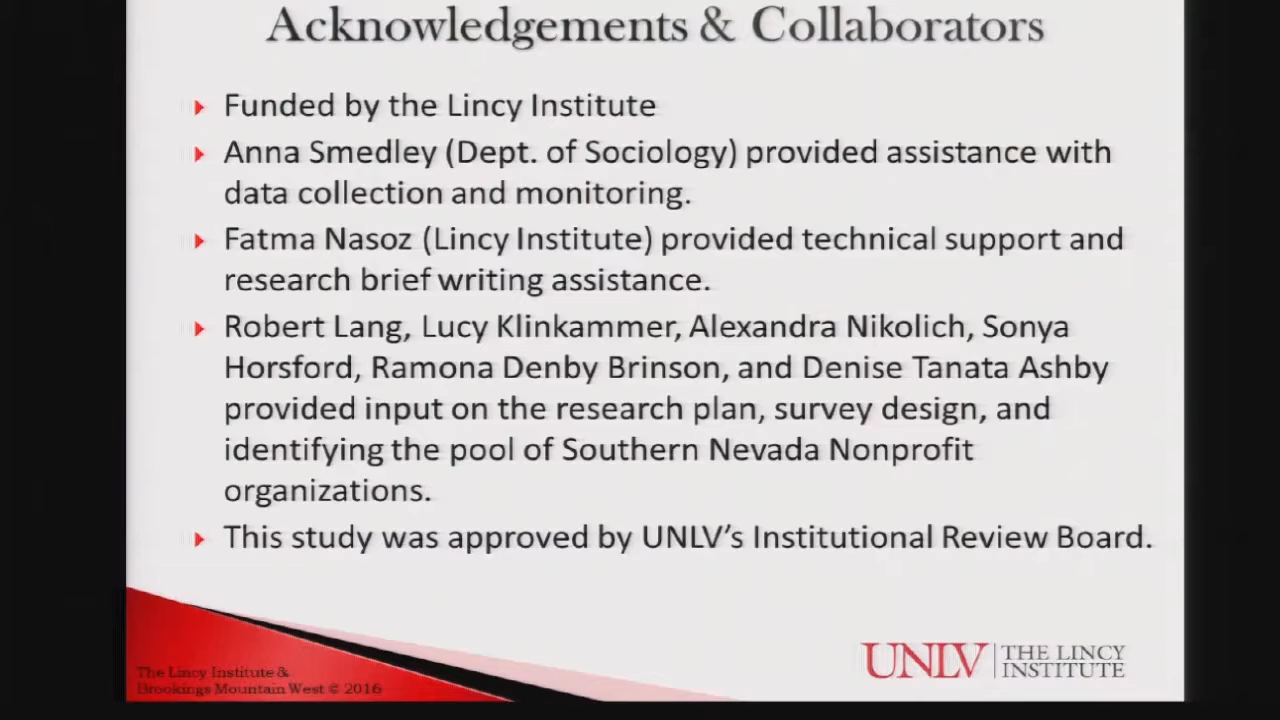 Acknowledgements & Collaborators
Funded by the Lincy Institute
Anna Smedley (Dept. of Sociology) provided assistance with
data collection and monitoring.
Fatma Nasoz (Lincy Institute) provided technical support and
research brief writing assistance.
Robert Lang, Lucy Klinkammer, Alexandra Nikolich, Sonya
Horsford, Ramona Denby Brinson, and Denise Tanata Ashby
provided input on the research plan, survey design, and
identifying the pool of Southern Nevada Nonprofit
organizations.
This study was approved by UNLV’s Institutional Review Board.
The Lincy Institute &
Brookings Mountain West © 2016
UNLV THE LINCY
INSTITUTE